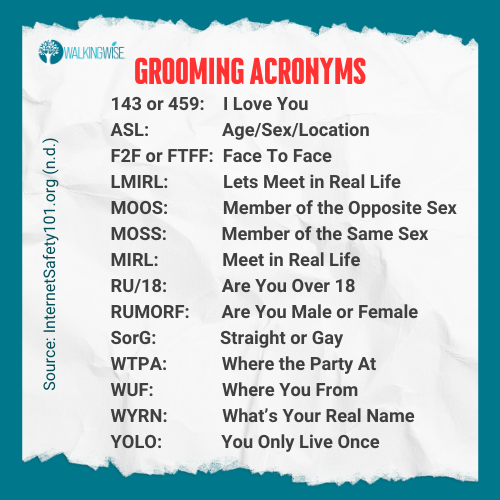 WALKINGWISE
GROOMING ACRONYMS
143 or 459: I Love You
ASL: Age/Sex/Location
F2F or FTFF: Face To Face
LMIRL: Lets Meet in Real Life
MOOS: Member of the Opposite Sex
MOSS: Member of the Same Sex
MIRL: Meet in Real Life
RU/18: Are You Over 18
RUMORF: Are You Male or Female
SorG: Straight or Gay
WTPA: Where the Party At
WUF: Where You From
WYRN: What's Your Real Name
YOLO: You Only Live Once
Source: InternetSafety101.org (n.d.)